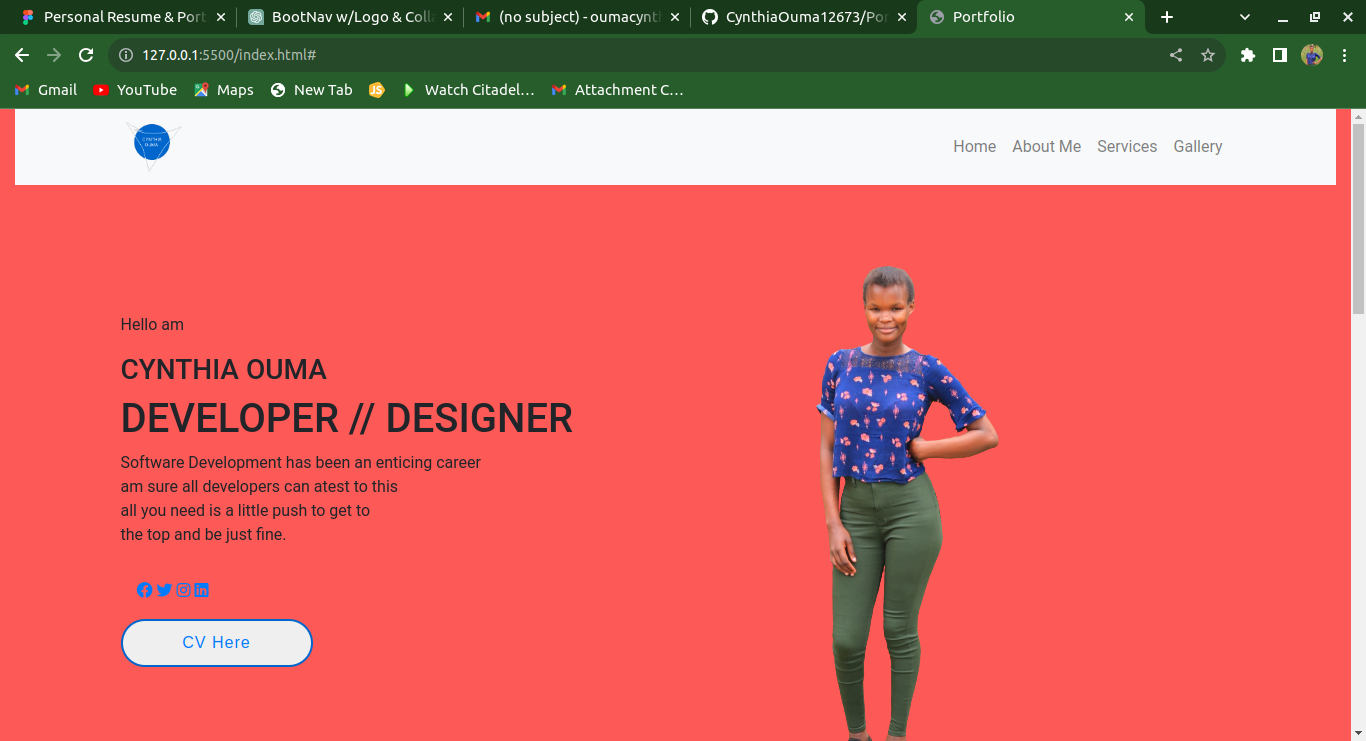 Personal Resume & Port
BootNav w/Logo & Colla
(no subject) - oumacynth
CynthiaOuma12673/Por
Portfolio
127.0.0.1:5500/index.html#
Gmail
YouTube
Maps
New Tab
JS
Watch Citadel...
Attachment C...
CYNTHIA
OUMA
Home
About Me
Services
Gallery
Hello am
CYNTHIA OUMA
DEVELOPER // DESIGNER
Software Development has been an enticing career
am sure all developers can atest to this
all you need is a little push to get to
the top and be just fine.
CV Here